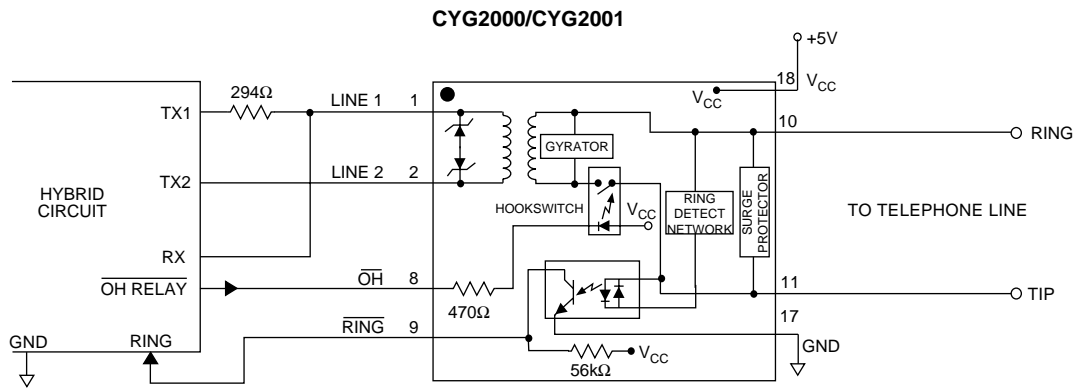 CYG2000/CYG2001
+5V
294Ω
LINE 1
1
18
VCC
VCC
TX1
10
RING
GYRATOR
TX2
LINE 2
2
HYBRID
CIRCUIT
HOOKSWITCH
VCC
RING
DETECT
NETWORK
SURGE
PROTECTOR
TO TELEPHONE LINE
RX
OH RELAY
OH
8
11
TIP
470Ω
17
GND
RING
RING
9
GND
56kΩ
VCC